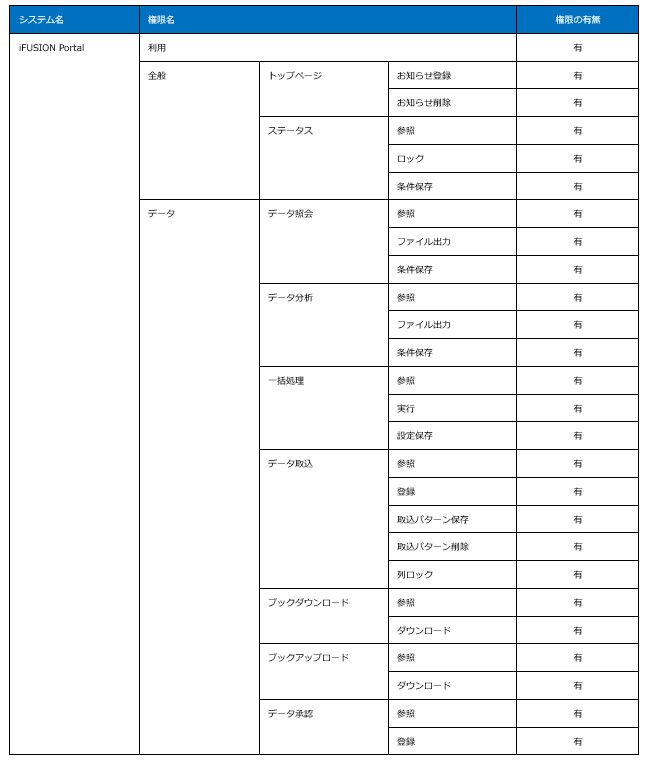 システム名 権限名 権限の有無
iFUSION Portal 利用 有
全般 トップページ お知らせ登録 有
お知らせ削除 有
ステータス 参照 有
ロック 有
条件保存 有
データ データ照会 参照 有
ファイル出力 有
条件保存 有
データ分析 参照 有
ファイル出力 有
条件保存 有
一括処理 参照 有
実行 有
設定保存 有
データ取込 参照 有
登録 有
取込パターン保存 有
取込パターン削除 有
列ロック 有
ブックダウンロード 参照 有
ダウンロード 有
ブックアップロード 参照 有
ダウンロード 有
データ承認 参照 有
登録 有